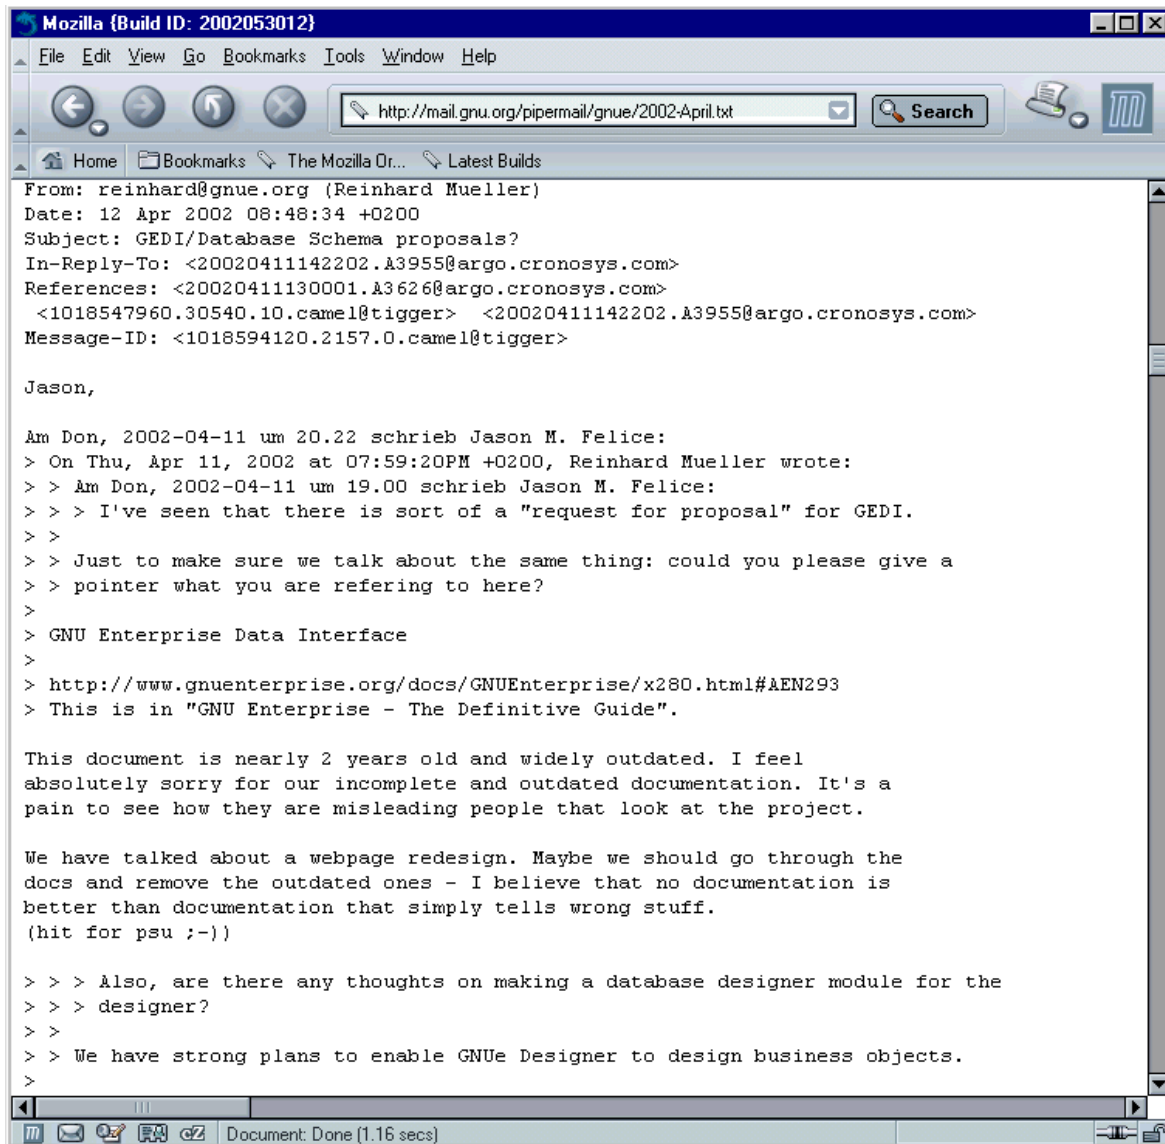 Mozilla {Build ID: 2002053012}
File Edit View Go Bookmarks Tools Window Help
http://mail.gnu.org/pipermail/gnue/2002-April.txt Search
Home Bookmarks The Mozilla Or... Latest Builds
From: reinhard@gnue.org (Reinhard Mueller)
Date: 12 Apr 2002 08:48:34 +0200
Subject: GEDI/Database Schema proposals?
In-Reply-To: <20020411142202.A3955@argo.cronosys.com>
References: <20020411130001.A3626@argo.cronosys.com>
<1018547960.30540.10.camel@tigger> <20020411142202.A3955@argo.cronosys.com>
Message-ID: <1018594120.2157.0.camel@tigger>
Jason,
Am Don, 2002-04-11 um 20.22 schrieb Jason M. Felice:
> On Thu, Apr 11, 2002 at 07:59:20PM +0200, Reinhard Mueller wrote:
> > Am Don, 2002-04-11 um 19.00 schrieb Jason M. Felice:
> > > I've seen that there is sort of a "request for proposal" for GEDI.
> >
> > Just to make sure we talk about the same thing: could you please give a
> > pointer what you are refering to here?
>
> GNU Enterprise Data Interface
>
> http://www.gnuenterprise.org/docs/GNUEnterprise/x280.html#AEN293
> This is in "GNU Enterprise - The Definitive Guide".
This document is nearly 2 years old and widely outdated. I feel
absolutely sorry for our incomplete and outdated documentation. It's a
pain to see how they are misleading people that look at the project.
We have talked about a webpage redesign. Maybe we should go through the
docs and remove the outdated ones - I believe that no documentation is
better than documentation that simply tells wrong stuff.
(hit for psu ;-))
> > > Also, are there any thoughts on making a database designer module for the
> > > designer?
> >
> > We have strong plans to enable GNUe Designer to design business objects.
>
Document: Done (1.16 secs)